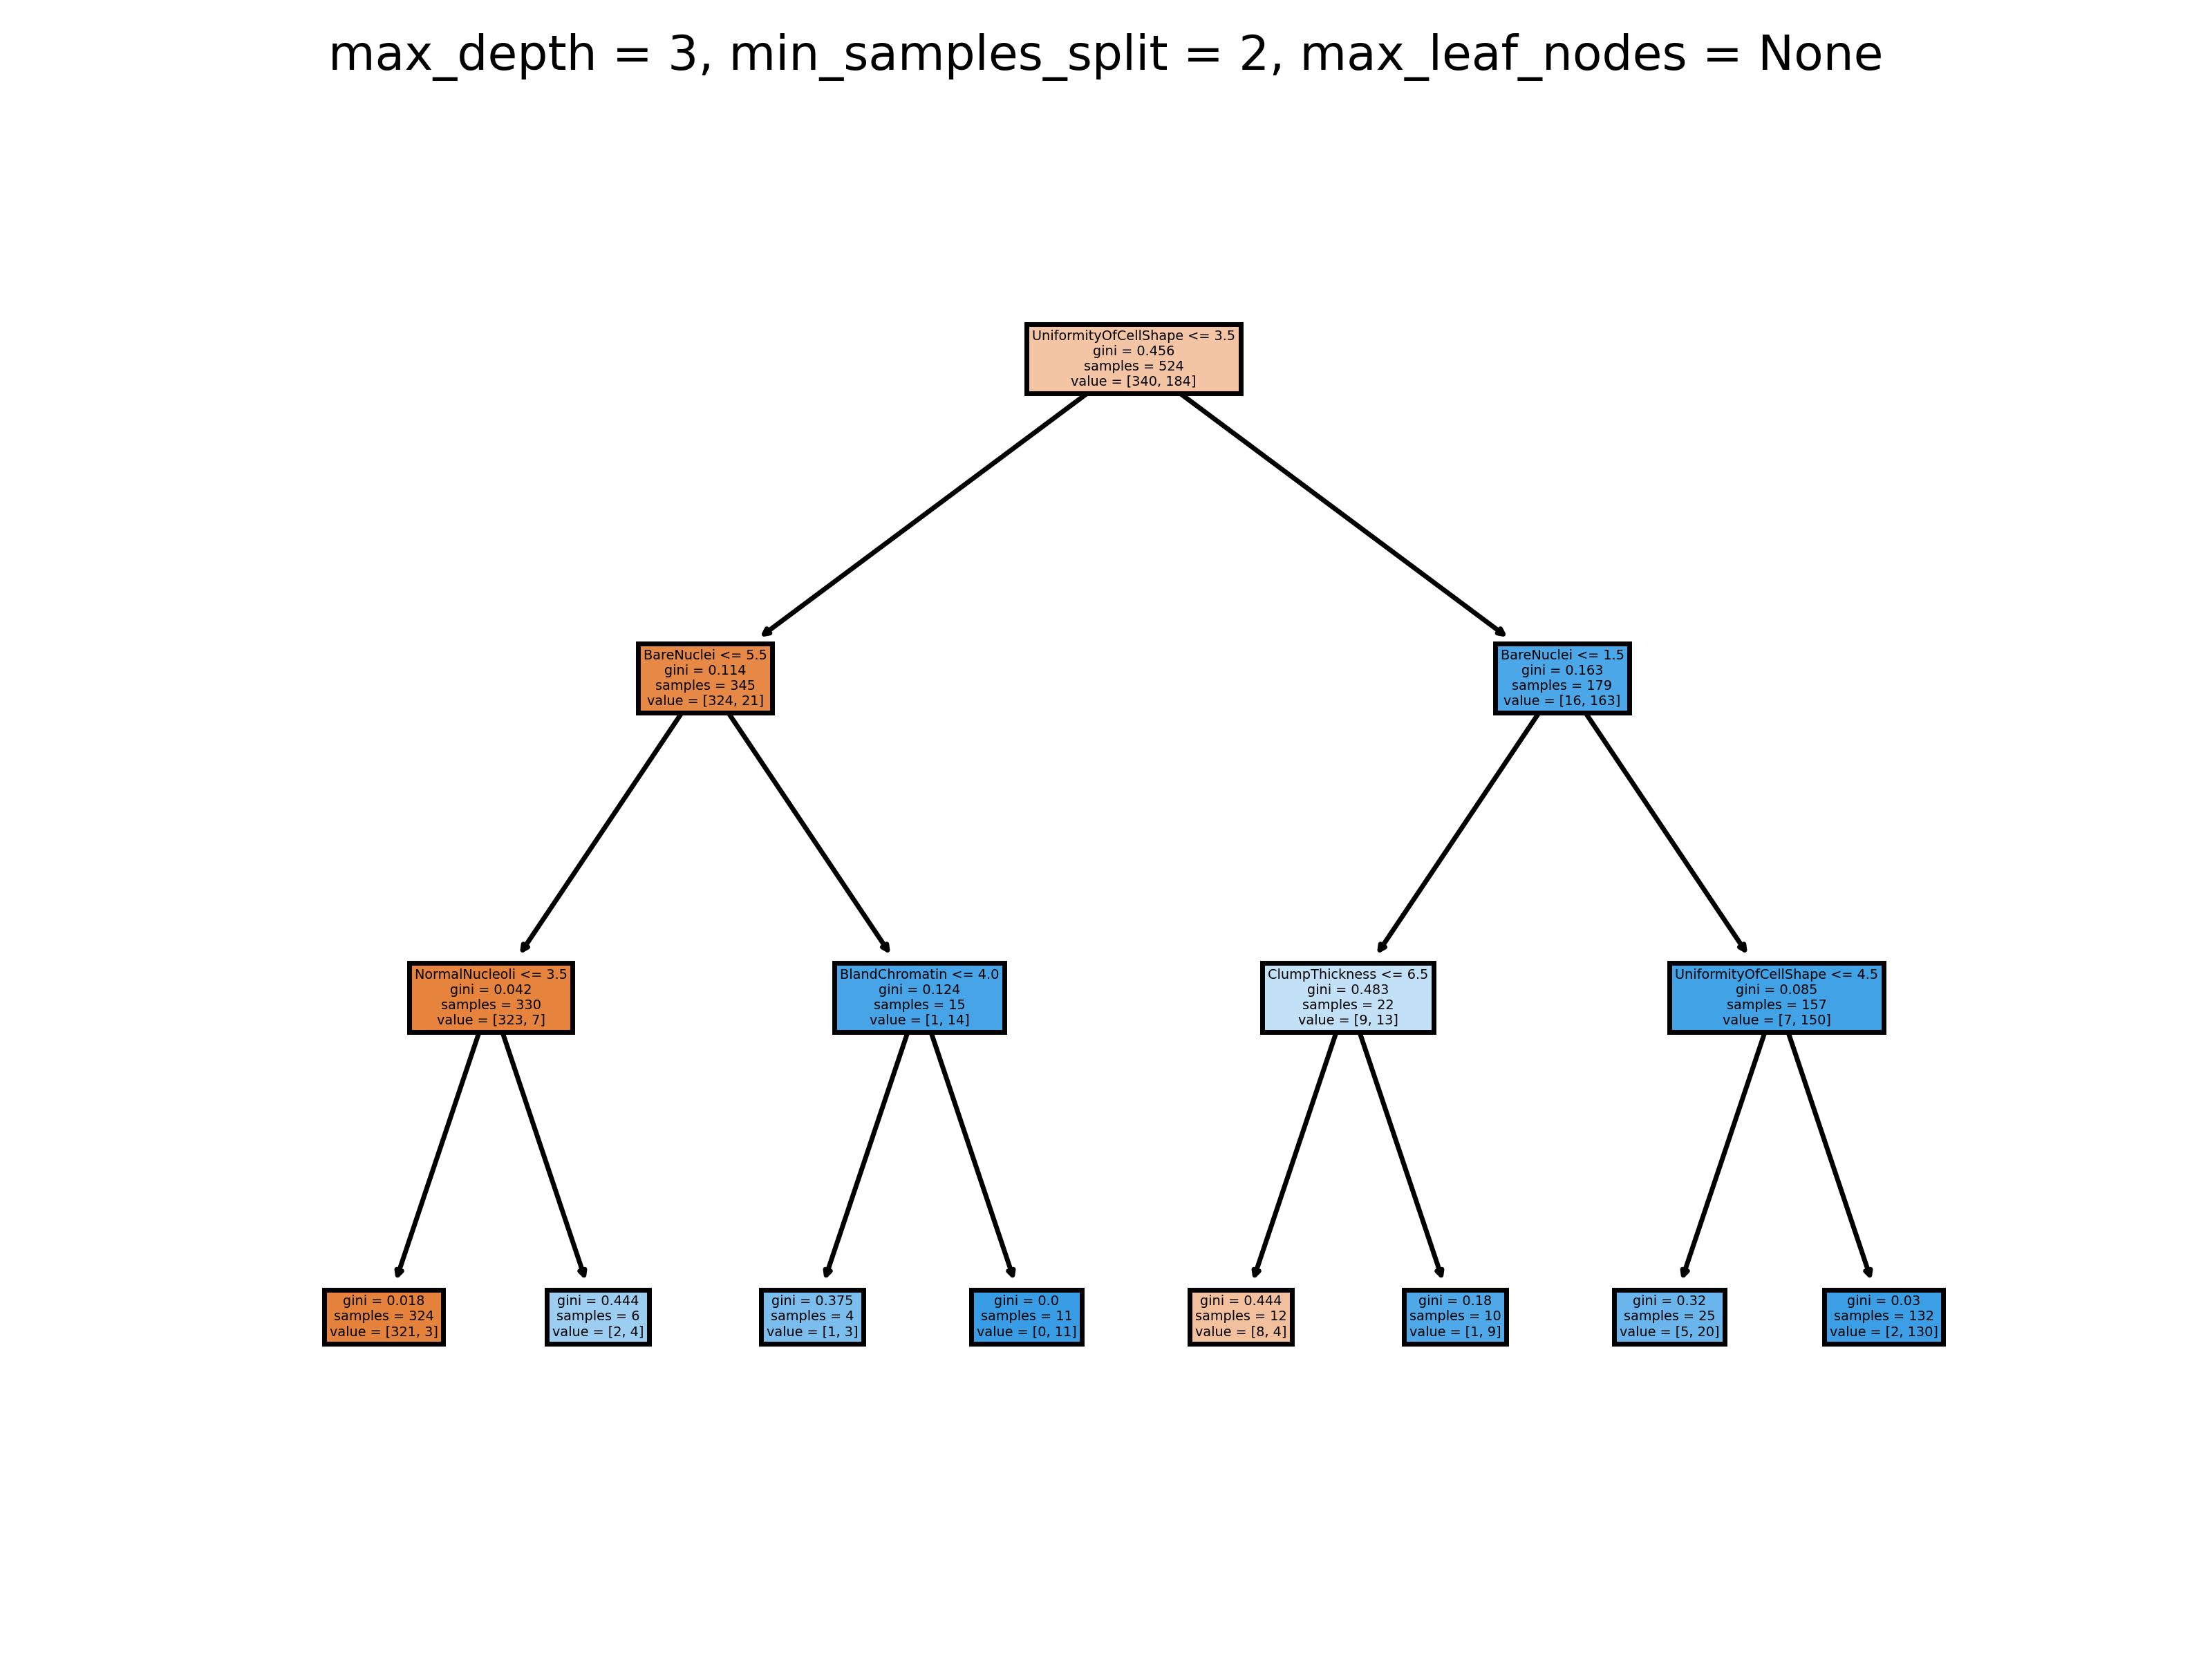 max_depth = 3, min_samples_split = 2, max_leaf_nodes = None
UniformityOfCellShape <= 3.5
gini = 0.456
samples = 524
value = [340, 184]
BareNuclei <= 5.5
gini = 0.114
samples = 345
value = [324, 21]
BareNuclei <= 1.5
gini = 0.163
samples = 179
value = [16, 163]
NormalNucleoli <= 3.5
gini = 0.042
samples = 330
value = [323, 7]
BlandChromatin <= 4.0
gini = 0.124
samples = 15
value = [1, 14]
ClumpThickness <= 6.5
gini = 0.483
samples = 22
value = [9, 13]
UniformityOfCellShape <= 4.5
gini = 0.085
samples = 157
value = [7, 150]
gini = 0.018
samples = 324
value = [321, 3]
gini = 0.444
samples = 6
value = [2, 4]
gini = 0.375
samples = 4
value = [1, 3]
gini = 0.0
samples = 11
value = [0, 11]
gini = 0.444
samples = 12
value = [8, 4]
gini = 0.18
samples = 10
value = [1, 9]
gini = 0.32
samples = 25
value = [5, 20]
gini = 0.03
samples = 132
value = [2, 130]